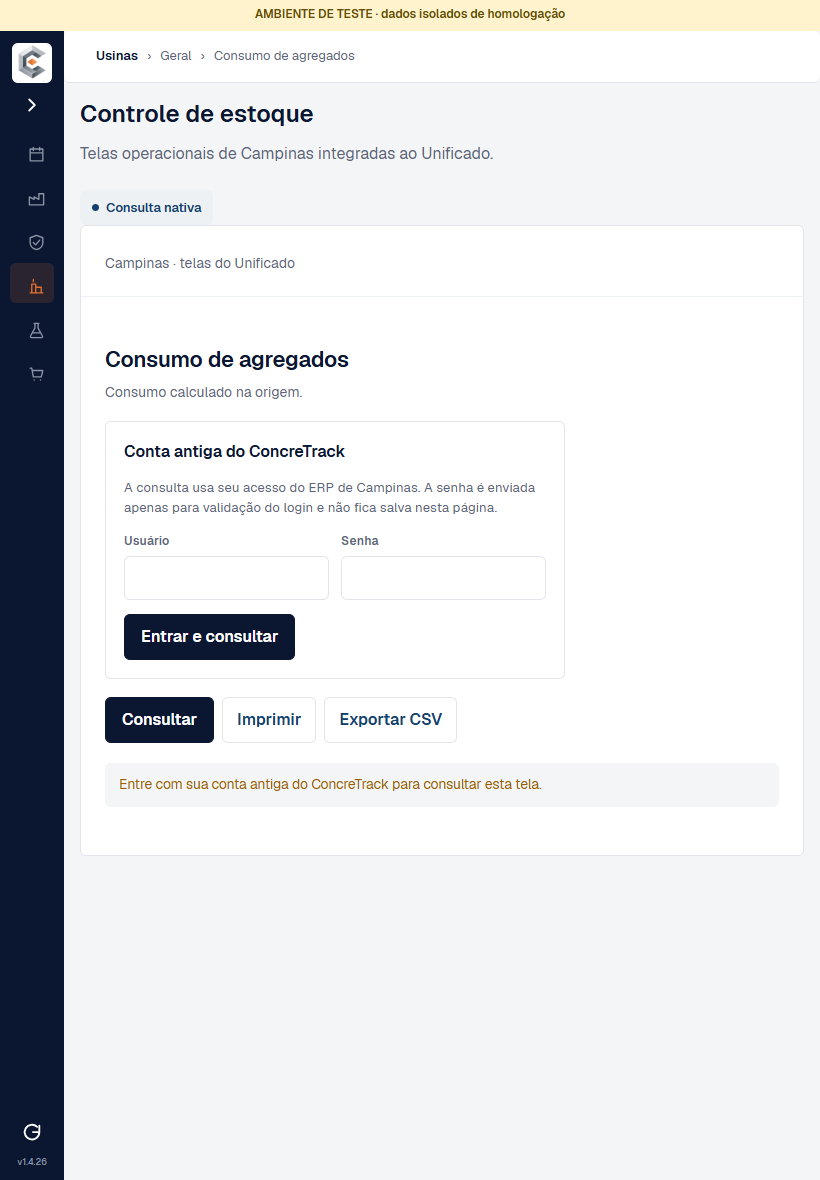 AMBIENTE DE TESTE · dados isolados de homologação
Usinas › Geral › Consumo de agregados
Controle de estoque
Telas operacionais de Campinas integradas ao Unificado.
Consulta nativa
Campinas · telas do Unificado
Consumo de agregados
Consumo calculado na origem.
Conta antiga do ConcreTrack
A consulta usa seu acesso do ERP de Campinas. A senha é enviada
apenas para validação do login e não fica salva nesta página.
Usuário Senha
Entrar e consultar
Consultar Imprimir Exportar CSV
Entre com sua conta antiga do ConcreTrack para consultar esta tela.
v1.4.26